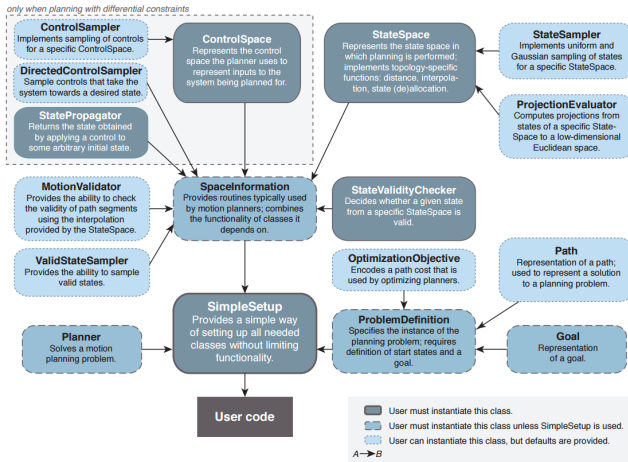 only when planning with differential constraints
ControlSampler
Implements sampling of controls
for a specific ControlSpace.
DirectedControlSampler
Sample controls that take the
system towards a desired state.
StatePropagator
Returns the state obtained
by applying a control to
some arbitrary initial state.
ControlSpace
Represents the control
space the planner uses to
represent inputs to the
system being planned for.
StateSpace
Represents the state space
in which planning is performed;
implements topology-specific
functions: distance, interpola-
tion, state (de)allocation.
StateSampler
Implements uniform and
Gaussian sampling of states
for a specific StateSpace.
ProjectionEvaluator
Computes projections from
states of a specific State-
Space to a low-dimensional
Euclidean space.
MotionValidator
Provides the ability to check
the validity of path segments
using the interpolation
provided by the StateSpace.
ValidStateSampler
Provides the ability to sample
valid states.
SpaceInformation
Provides routines typically used
by motion planners; combines
the functionality of classes it
depends on.
StateValidityChecker
Decides whether a given state
from a specific StateSpace is
valid.
OptimizationObjective
Encodes a path cost that is
used by optimizing planners.
Path
Representation of a path;
used to represent a solution
to a planning problem.
Planner
Solves a motion
planning problem.
SimpleSetup
Provides a simple way
of setting up all needed
classes without limiting
functionality.
ProblemDefinition
Specifies the instance of the
planning problem; requires
definition of start states and a
goal.
Goal
Representation
of a goal.
User code
User must instantiate this class.
User must instantiate this class unless SimpleSetup is used.
User can instantiate this class, but defaults are provided.
A B